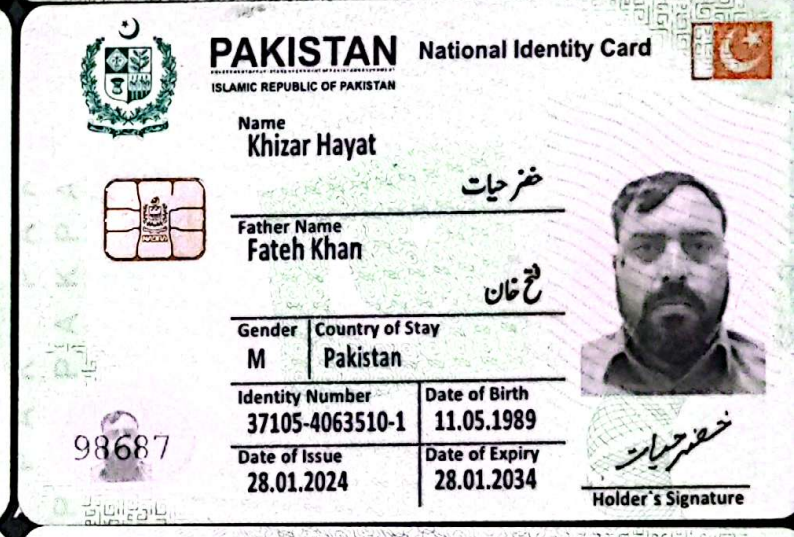 PAKISTAN National Identity Card
ISLAMIC REPUBLIC OF PAKISTAN
Name
Khizar Hayat
خضر حیات
Father Name
Fateh Khan
فتح خان
Gender Country of Stay
M Pakistan
Identity Number Date of Birth
37105-4063510-1 11.05.1989
Date of Issue Date of Expiry
28.01.2024 28.01.2034
98687
خضر حیات
Holder's Signature